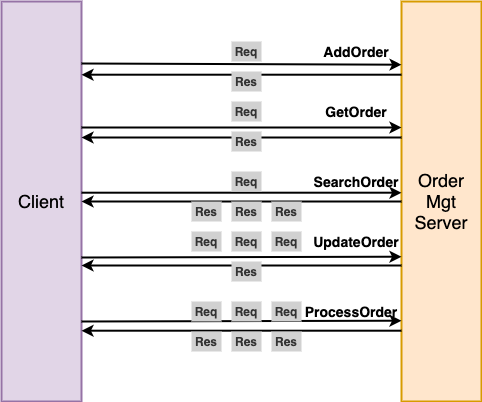 Client
Req
AddOrder
Res
Req
GetOrder
Res
Req
SearchOrder
Res Res Res
Req Req Req
UpdateOrder
Res
Req Req Req
ProcessOrder
Res Res Res
Order
Mgt
Server